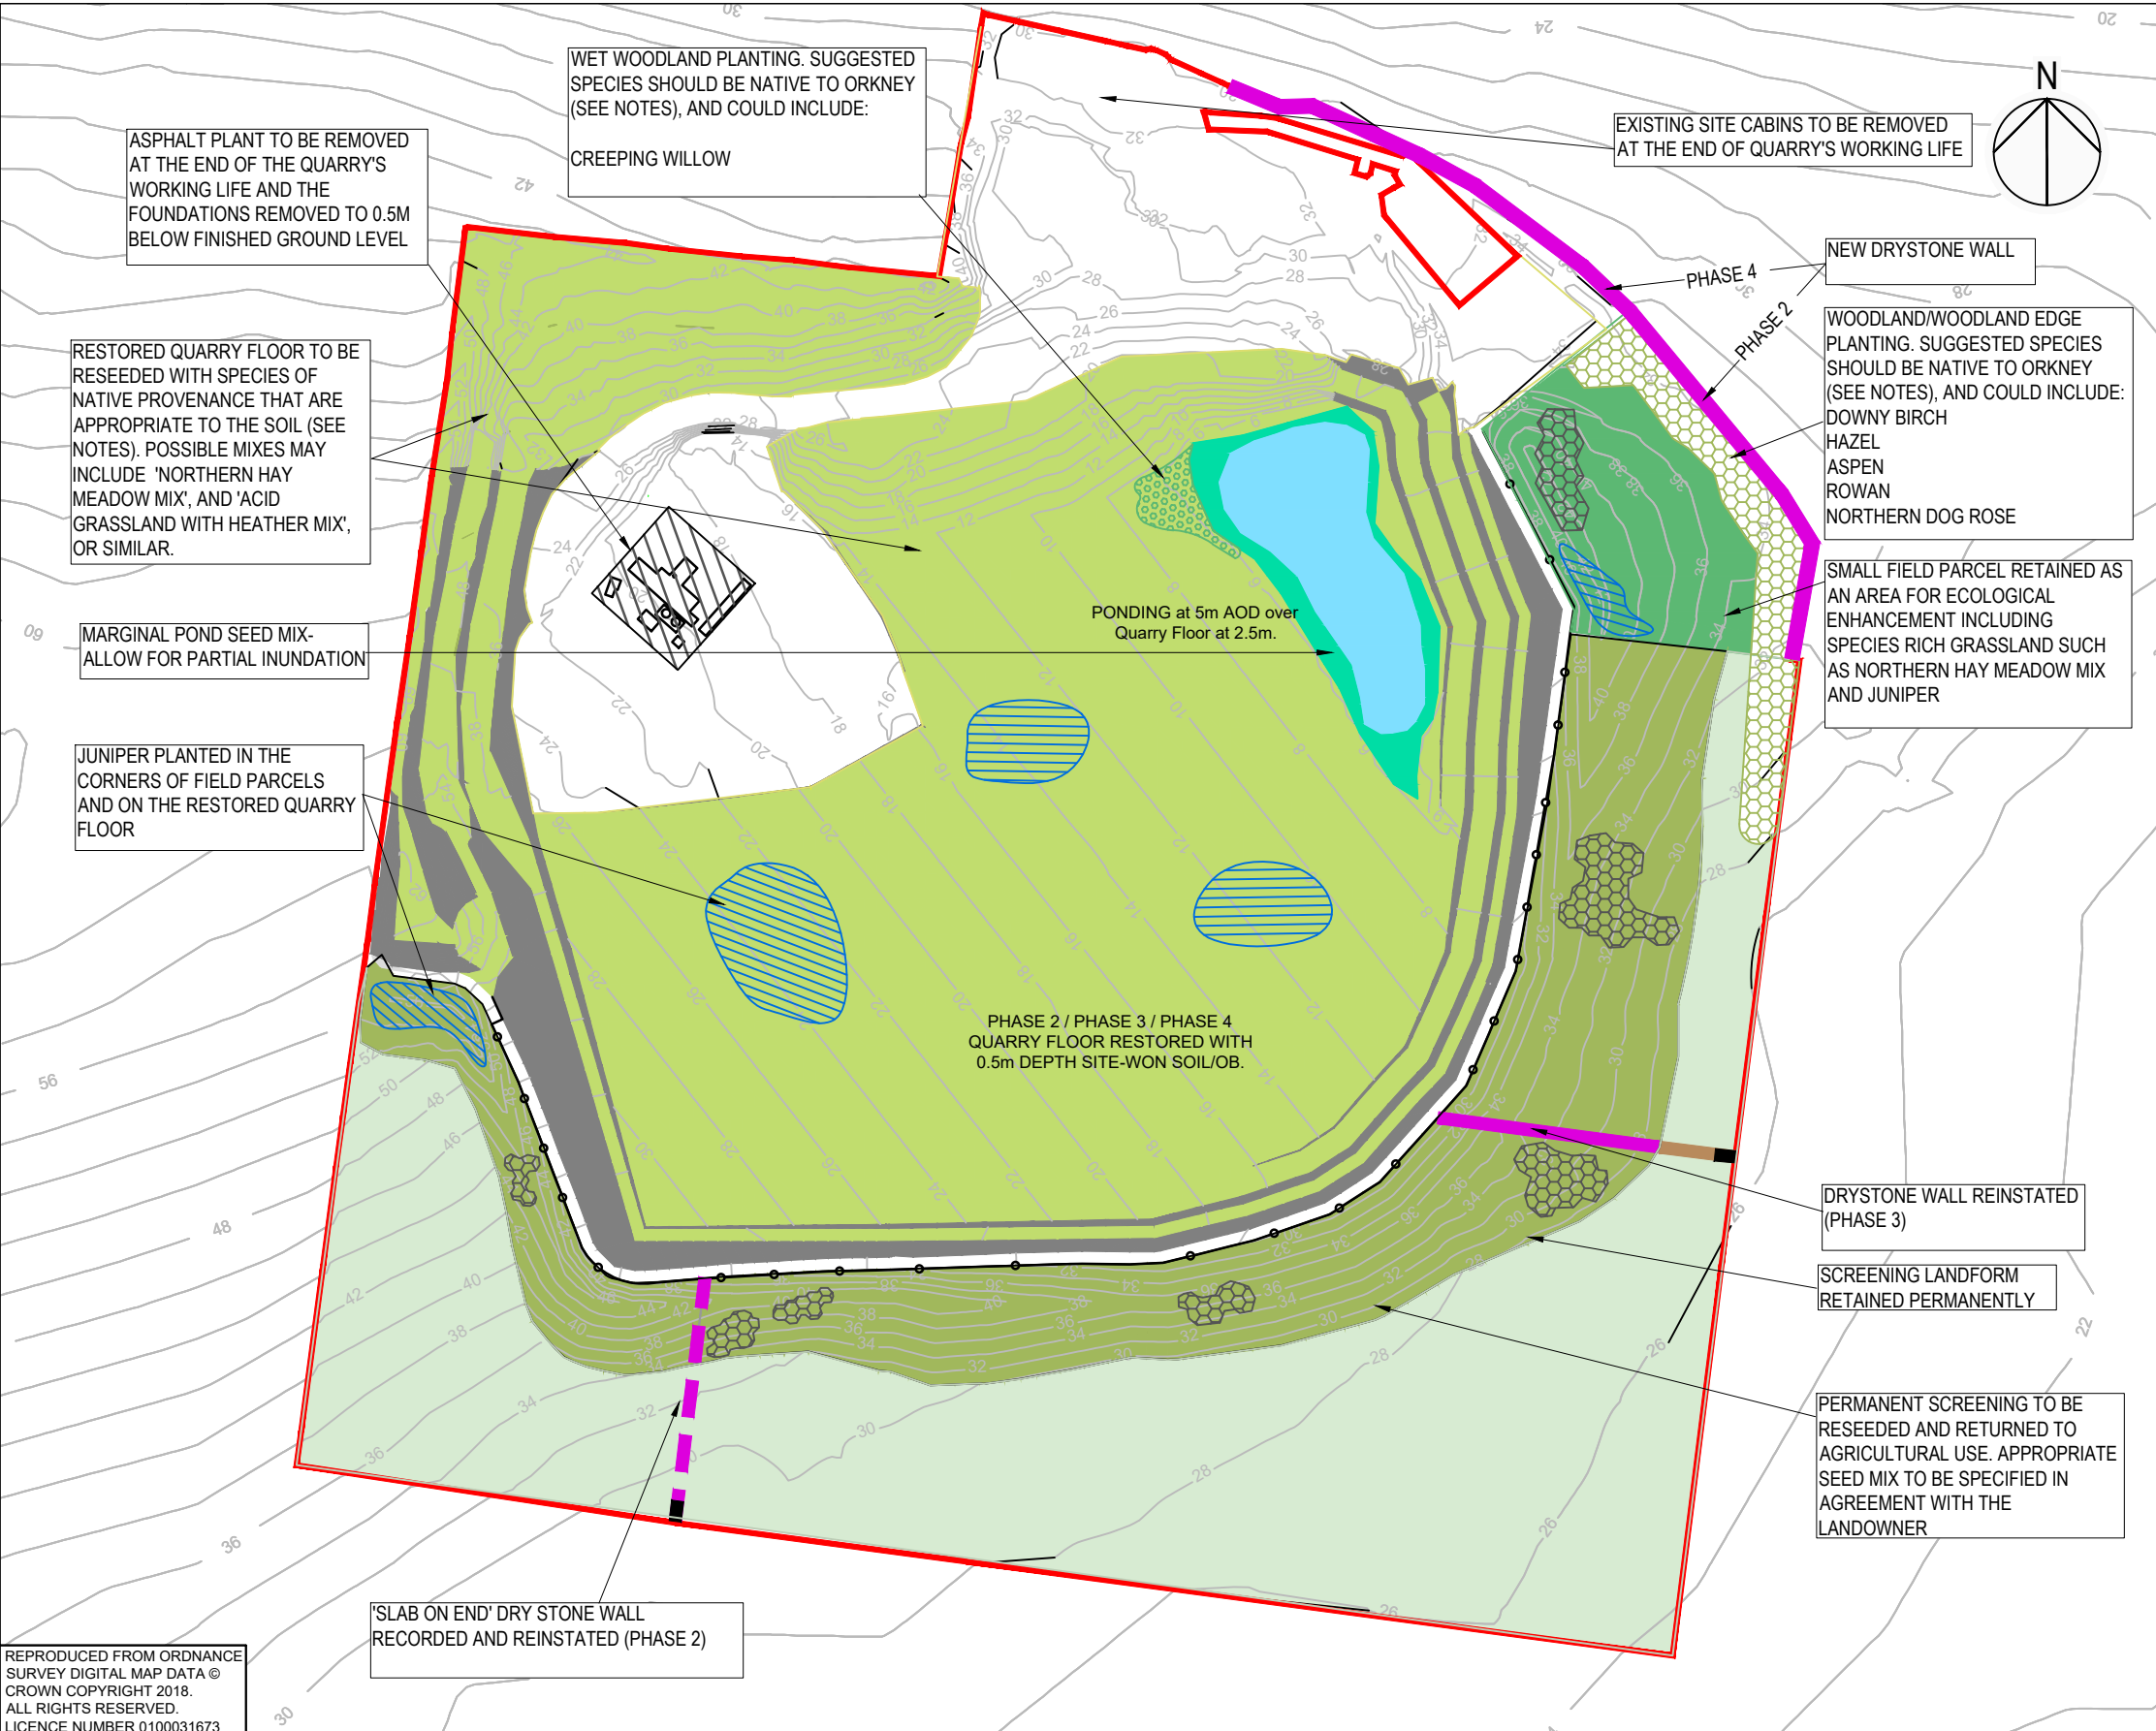 WET WOODLAND PLANTING. SUGGESTED
SPECIES SHOULD BE NATIVE TO ORKNEY
(SEE NOTES), AND COULD INCLUDE:
CREEPING WILLOW
N
EXISTING SITE CABINS TO BE REMOVED
AT THE END OF QUARRY'S WORKING LIFE
ASPHALT PLANT TO BE REMOVED
AT THE END OF THE QUARRY'S
WORKING LIFE AND THE
FOUNDATIONS REMOVED TO 0.5M
BELOW FINISHED GROUND LEVEL
NEW DRYSTONE WALL
PHASE 4
PHASE 2
WOODLAND/WOODLAND EDGE
PLANTING. SUGGESTED SPECIES
SHOULD BE NATIVE TO ORKNEY
(SEE NOTES), AND COULD INCLUDE:
DOWNY BIRCH
HAZEL
ASPEN
ROWAN
NORTHERN DOG ROSE
RESTORED QUARRY FLOOR TO BE
RESEEDED WITH SPECIES OF
NATIVE PROVENANCE THAT ARE
APPROPRIATE TO THE SOIL (SEE
NOTES). POSSIBLE MIXES MAY
INCLUDE 'NORTHERN HAY
MEADOW MIX', AND 'ACID
GRASSLAND WITH HEATHER MIX',
OR SIMILAR.
SMALL FIELD PARCEL RETAINED AS
AN AREA FOR ECOLOGICAL
ENHANCEMENT INCLUDING
SPECIES RICH GRASSLAND SUCH
AS NORTHERN HAY MEADOW MIX
AND JUNIPER
PONDING at 5m AOD over
Quarry Floor at 2.5m.
MARGINAL POND SEED MIX-
ALLOW FOR PARTIAL INUNDATION
JUNIPER PLANTED IN THE
CORNERS OF FIELD PARCELS
AND ON THE RESTORED QUARRY
FLOOR
PHASE 2 / PHASE 3 / PHASE 4
QUARRY FLOOR RESTORED WITH
0.5m DEPTH SITE-WON SOIL/OB.
DRYSTONE WALL REINSTATED
(PHASE 3)
SCREENING LANDFORM
RETAINED PERMANENTLY
PERMANENT SCREENING TO BE
RESEEDED AND RETURNED TO
AGRICULTURAL USE. APPROPRIATE
SEED MIX TO BE SPECIFIED IN
AGREEMENT WITH THE
LANDOWNER
'SLAB ON END' DRY STONE WALL
RECORDED AND REINSTATED (PHASE 2)
REPRODUCED FROM ORDNANCE
SURVEY DIGITAL MAP DATA ©
CROWN COPYRIGHT 2018.
ALL RIGHTS RESERVED.
LICENCE NUMBER 0100031673
30
24
20
42
60
56
48
36
30
22
26
28